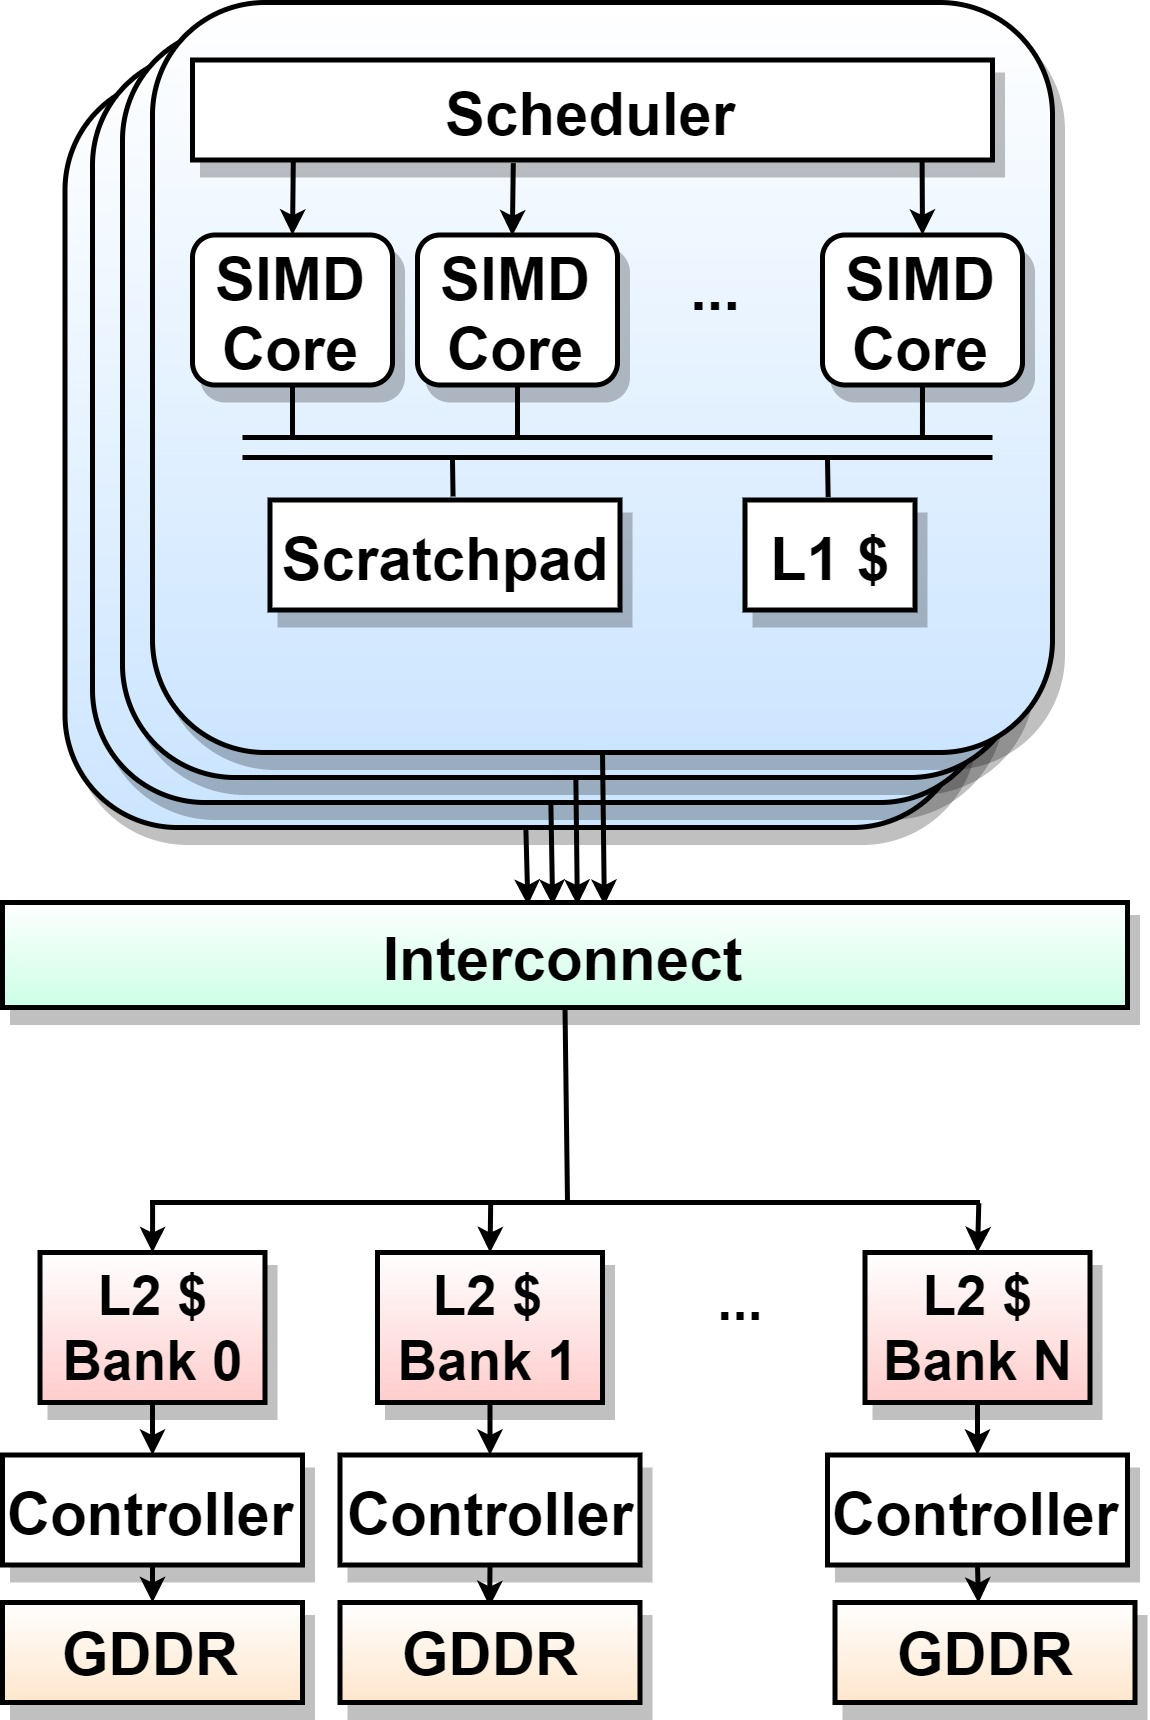 Scheduler
SIMD
Core
SIMD
Core
...
SIMD
Core
Scratchpad
L1 $
Interconnect
L2 $
Bank 0
L2 $
Bank 1
...
L2 $
Bank N
Controller
Controller
Controller
GDDR
GDDR
GDDR